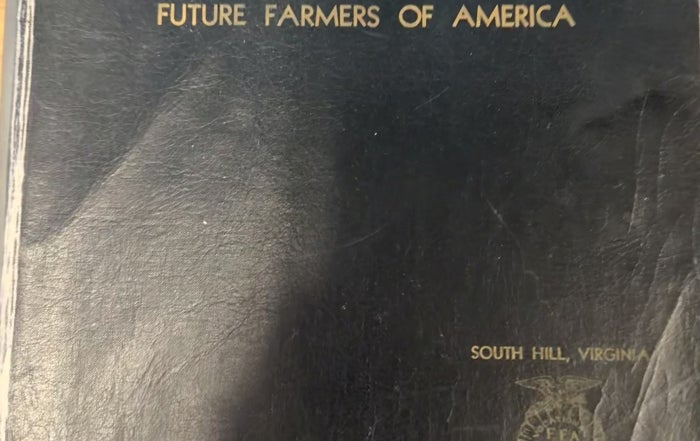 FUTURE FARMERS OF AMERICA
SOUTH HILL, VIRGINIA